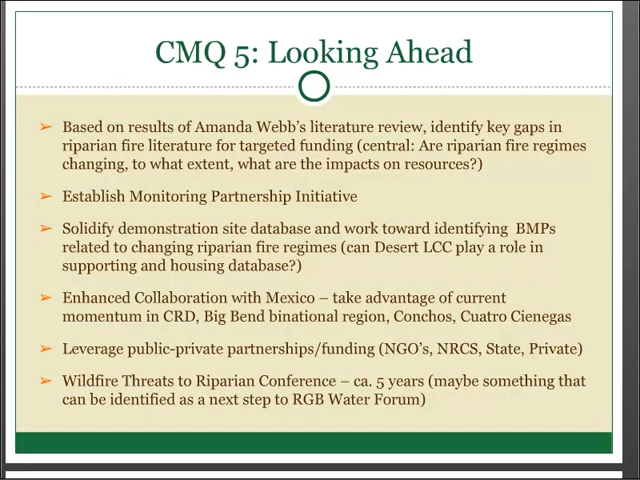 CMQ 5: Looking Ahead
➢ Based on results of Amanda Webb's literature review, identify key gaps in
riparian fire literature for targeted funding (central: Are riparian fire regimes
changing, to what extent, what are the impacts on resources?)
➢ Establish Monitoring Partnership Initiative
➢ Solidify demonstration site database and work toward identifying BMPs
related to changing riparian fire regimes (can Desert LCC play a role in
supporting and housing database?)
➢ Enhanced Collaboration with Mexico – take advantage of current
momentum in CRD, Big Bend binational region, Conchos, Cuatro Cienegas
➢ Leverage public-private partnerships/funding (NGO's, NRCS, State, Private)
➢ Wildfire Threats to Riparian Conference – ca. 5 years (maybe something that
can be identified as a next step to RGB Water Forum)